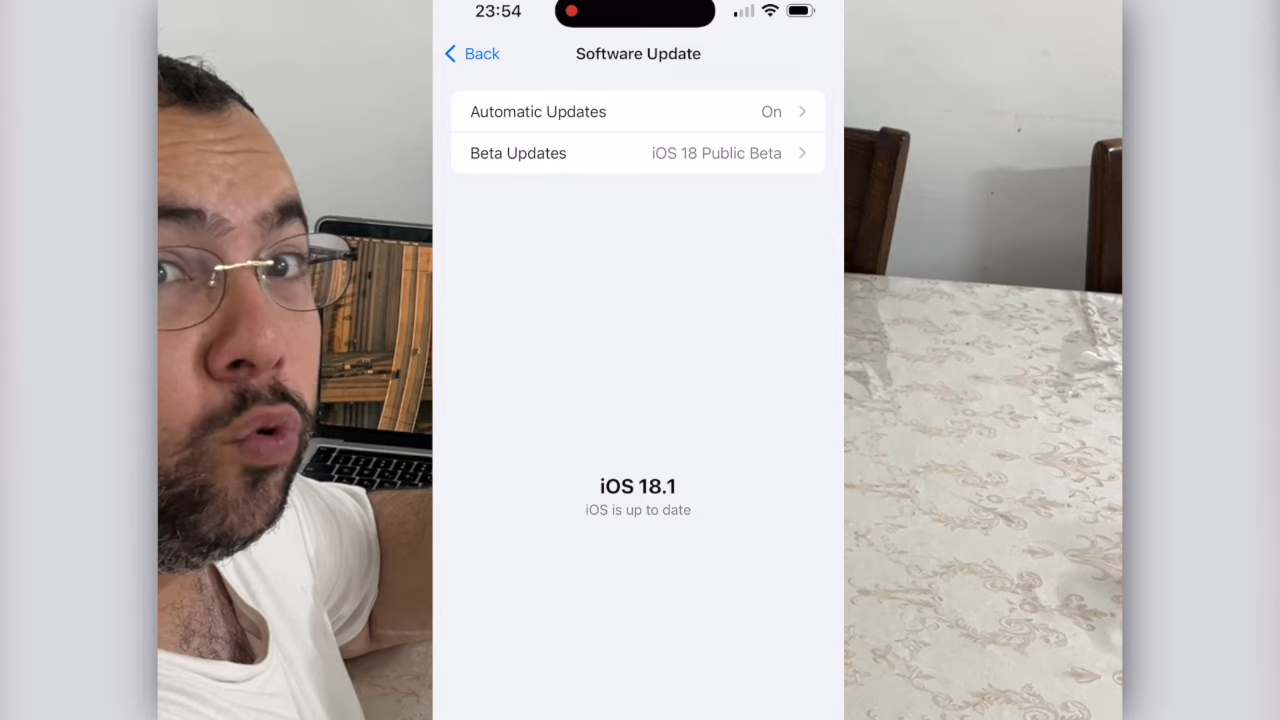 23:54
Back
Software Update
Automatic Updates On
Beta Updates iOS 18 Public Beta
iOS 18.1
iOS is up to date